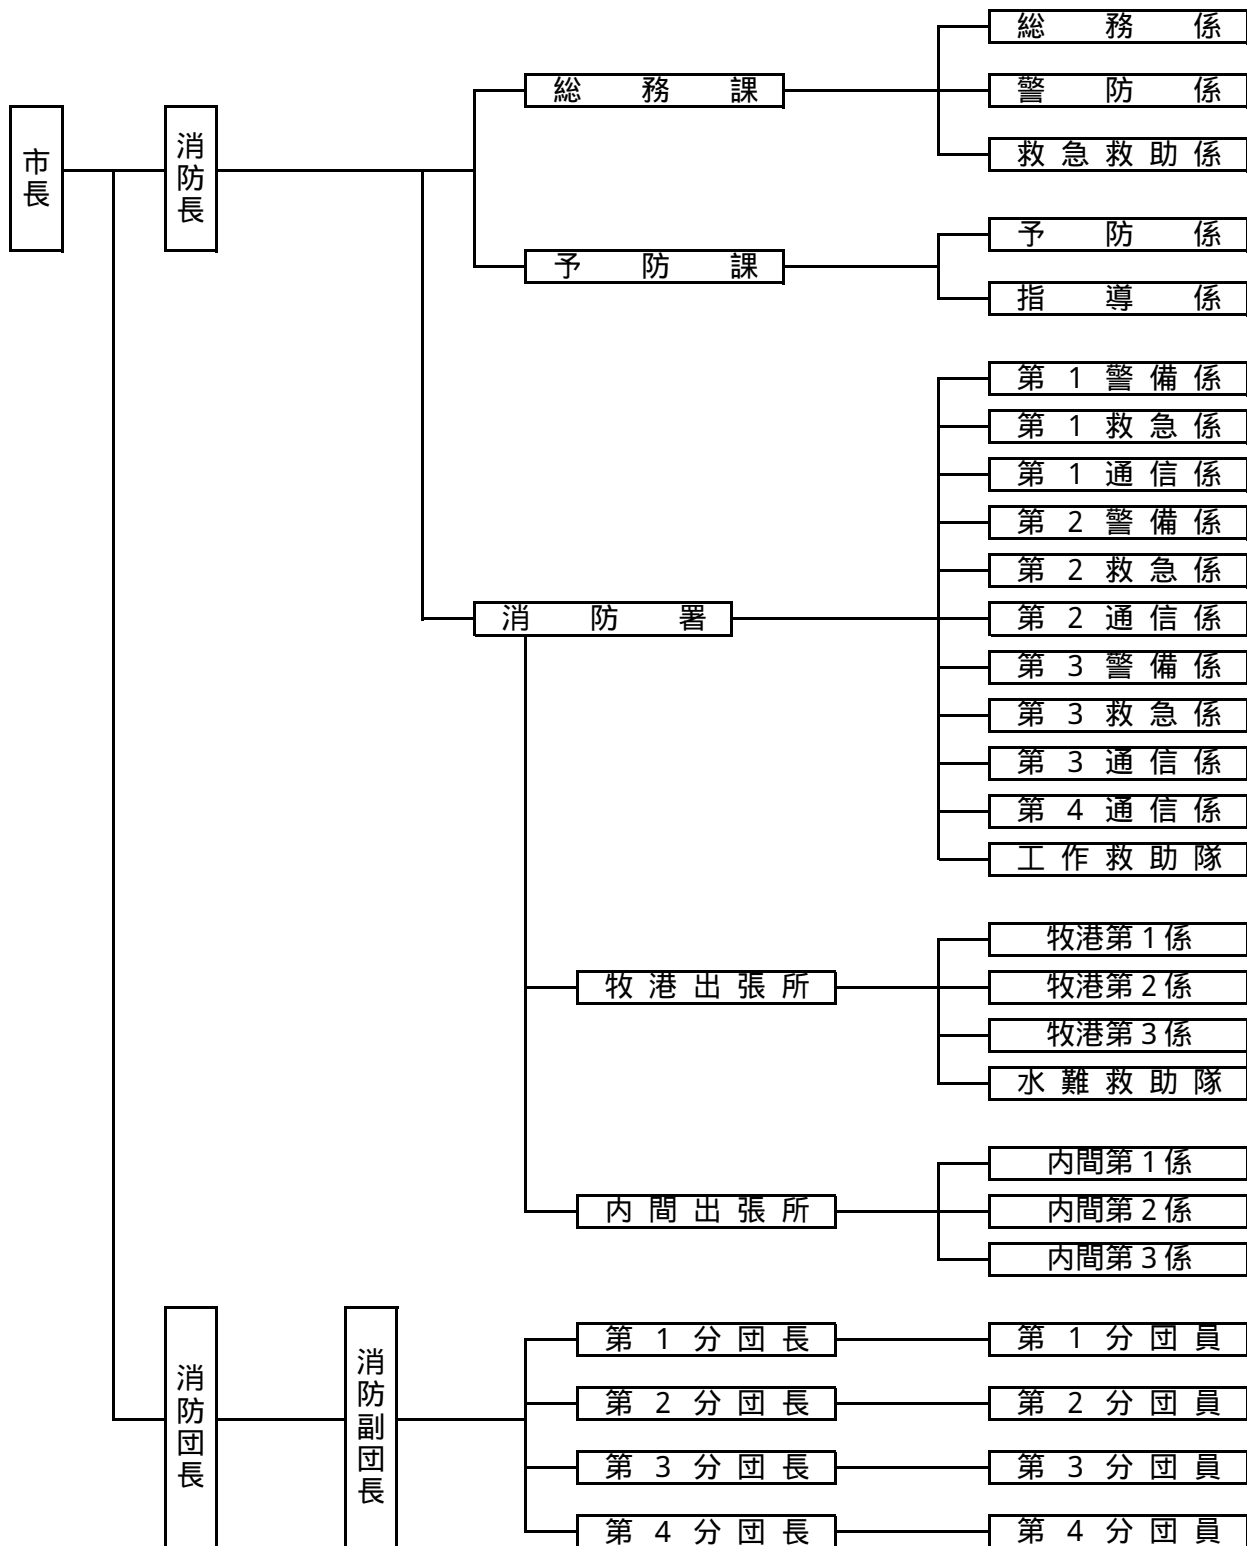 市長
消防長
総務課
総務係
警防係
救急救助係
予防課
予防係
指導係
消防署
第1警備係
第1救急係
第1通信係
第2警備係
第2救急係
第2通信係
第3警備係
第3救急係
第3通信係
第4通信係
工作救助隊
牧港出張所
牧港第1係
牧港第2係
牧港第3係
水難救助隊
内間出張所
内間第1係
内間第2係
内間第3係
消防団長
消防副団長
第1分団長
第1分団員
第2分団長
第2分団員
第3分団長
第3分団員
第4分団長
第4分団員